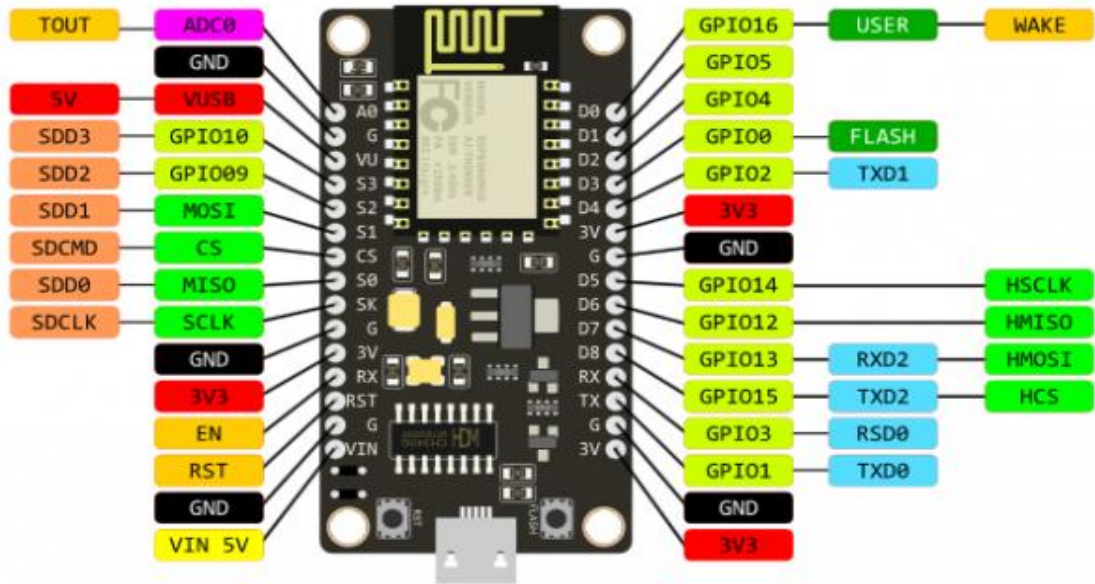 TOUT ADC0
GND
5V VUSB
SDD3 GPIO10
SDD2 GPIO09
SDD1 MOSI
SDCMD CS
SDD0 MISO
SDCLK SCLK
GND
3V3
EN
RST
GND
VIN 5V
A0
G
VU
S3
S2
S1
CS
S0
SK
G
3V
RX
RST
G
VIN
D0
D1
D2
D3
D4
3V
G
D5
D6
D7
D8
RX
TX
G
3V
RST
FLASH
GPIO16 USER WAKE
GPIO5
GPIO4
GPIO0 FLASH
GPIO2 TXD1
3V3
GND
GPIO14 HSCLK
GPIO12 HMISO
GPIO13 RXD2 HMOSI
GPIO15 TXD2 HCS
GPIO3 RSD0
GPIO1 TXD0
GND
3V3